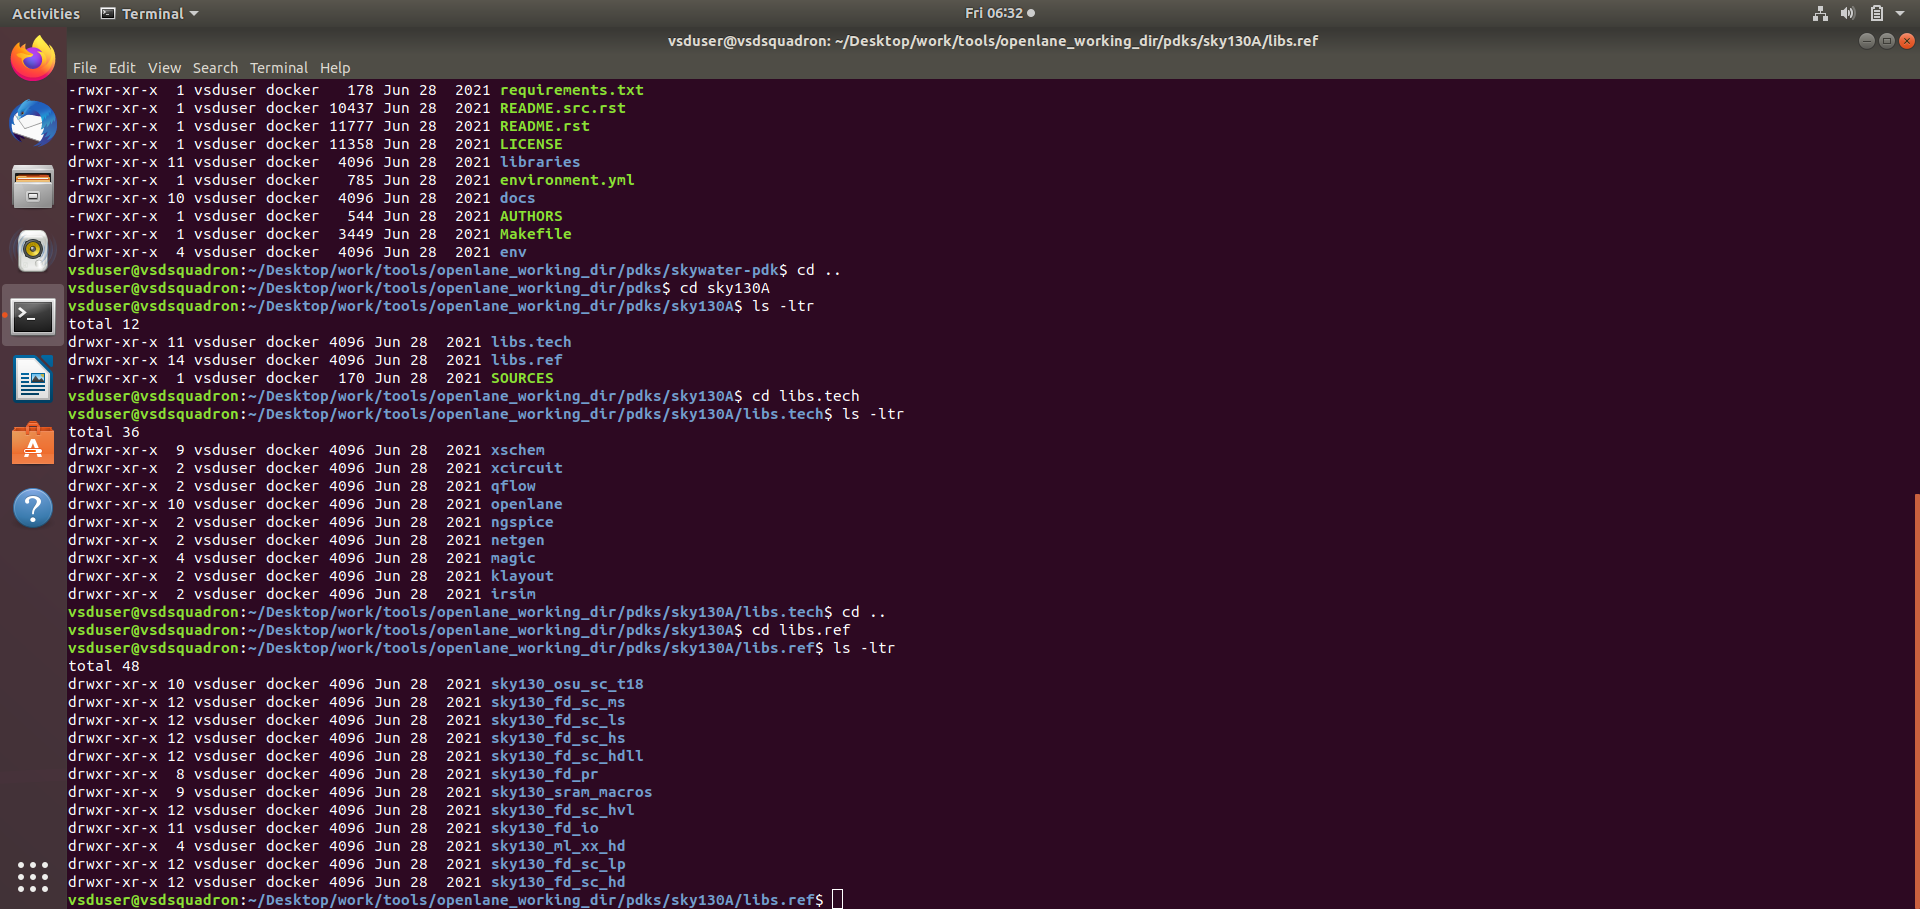 Activities Terminal Fri 06:32
vsduser@vsdsquadron: ~/Desktop/work/tools/openlane_working_dir/pdks/sky130A/libs.ref
File Edit View Search Terminal Help
-rwxr-xr-x  1 vsduser docker   178 Jun 28  2021 requirements.txt
-rwxr-xr-x  1 vsduser docker 10437 Jun 28  2021 README.src.rst
-rwxr-xr-x  1 vsduser docker 11777 Jun 28  2021 README.rst
-rwxr-xr-x  1 vsduser docker 11358 Jun 28  2021 LICENSE
drwxr-xr-x 11 vsduser docker  4096 Jun 28  2021 libraries
-rwxr-xr-x  1 vsduser docker   785 Jun 28  2021 environment.yml
drwxr-xr-x 10 vsduser docker  4096 Jun 28  2021 docs
-rwxr-xr-x  1 vsduser docker   544 Jun 28  2021 AUTHORS
-rwxr-xr-x  1 vsduser docker  3449 Jun 28  2021 Makefile
drwxr-xr-x  4 vsduser docker  4096 Jun 28  2021 env
vsduser@vsdsquadron:~/Desktop/work/tools/openlane_working_dir/pdks/skywater-pdk$ cd ..
vsduser@vsdsquadron:~/Desktop/work/tools/openlane_working_dir/pdks$ cd sky130A
vsduser@vsdsquadron:~/Desktop/work/tools/openlane_working_dir/pdks/sky130A$ ls -ltr
total 12
drwxr-xr-x 11 vsduser docker 4096 Jun 28  2021 libs.tech
drwxr-xr-x 14 vsduser docker 4096 Jun 28  2021 libs.ref
-rwxr-xr-x  1 vsduser docker  170 Jun 28  2021 SOURCES
vsduser@vsdsquadron:~/Desktop/work/tools/openlane_working_dir/pdks/sky130A$ cd libs.tech
vsduser@vsdsquadron:~/Desktop/work/tools/openlane_working_dir/pdks/sky130A/libs.tech$ ls -ltr
total 36
drwxr-xr-x  9 vsduser docker 4096 Jun 28  2021 xschem
drwxr-xr-x  2 vsduser docker 4096 Jun 28  2021 xcircuit
drwxr-xr-x  2 vsduser docker 4096 Jun 28  2021 qflow
drwxr-xr-x 10 vsduser docker 4096 Jun 28  2021 openlane
drwxr-xr-x  2 vsduser docker 4096 Jun 28  2021 ngspice
drwxr-xr-x  2 vsduser docker 4096 Jun 28  2021 netgen
drwxr-xr-x  4 vsduser docker 4096 Jun 28  2021 magic
drwxr-xr-x  2 vsduser docker 4096 Jun 28  2021 klayout
drwxr-xr-x  2 vsduser docker 4096 Jun 28  2021 irsim
vsduser@vsdsquadron:~/Desktop/work/tools/openlane_working_dir/pdks/sky130A/libs.tech$ cd ..
vsduser@vsdsquadron:~/Desktop/work/tools/openlane_working_dir/pdks/sky130A$ cd libs.ref
vsduser@vsdsquadron:~/Desktop/work/tools/openlane_working_dir/pdks/sky130A/libs.ref$ ls -ltr
total 48
drwxr-xr-x 10 vsduser docker 4096 Jun 28  2021 sky130_osu_sc_t18
drwxr-xr-x 12 vsduser docker 4096 Jun 28  2021 sky130_fd_sc_ms
drwxr-xr-x 12 vsduser docker 4096 Jun 28  2021 sky130_fd_sc_ls
drwxr-xr-x 12 vsduser docker 4096 Jun 28  2021 sky130_fd_sc_hs
drwxr-xr-x 12 vsduser docker 4096 Jun 28  2021 sky130_fd_sc_hdll
drwxr-xr-x  8 vsduser docker 4096 Jun 28  2021 sky130_fd_pr
drwxr-xr-x  9 vsduser docker 4096 Jun 28  2021 sky130_sram_macros
drwxr-xr-x 12 vsduser docker 4096 Jun 28  2021 sky130_fd_sc_hvl
drwxr-xr-x 11 vsduser docker 4096 Jun 28  2021 sky130_fd_io
drwxr-xr-x  4 vsduser docker 4096 Jun 28  2021 sky130_ml_xx_hd
drwxr-xr-x 12 vsduser docker 4096 Jun 28  2021 sky130_fd_sc_lp
drwxr-xr-x 12 vsduser docker 4096 Jun 28  2021 sky130_fd_sc_hd
vsduser@vsdsquadron:~/Desktop/work/tools/openlane_working_dir/pdks/sky130A/libs.ref$